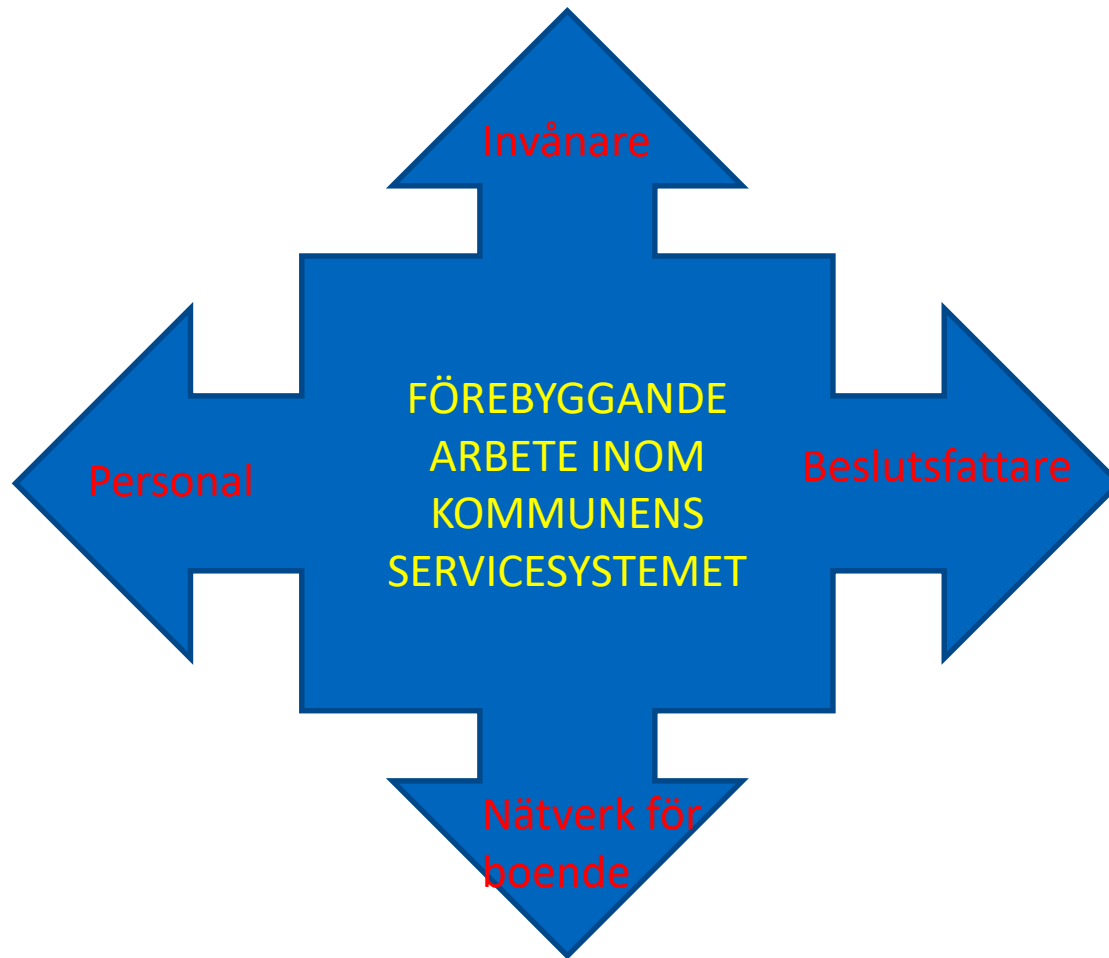 Invånare
FÖREBYGGANDE
ARBETE INOM
KOMMUNENS
SERVICESYSTEMET
Personal
Beslutsfattare
Nätverk för
boende